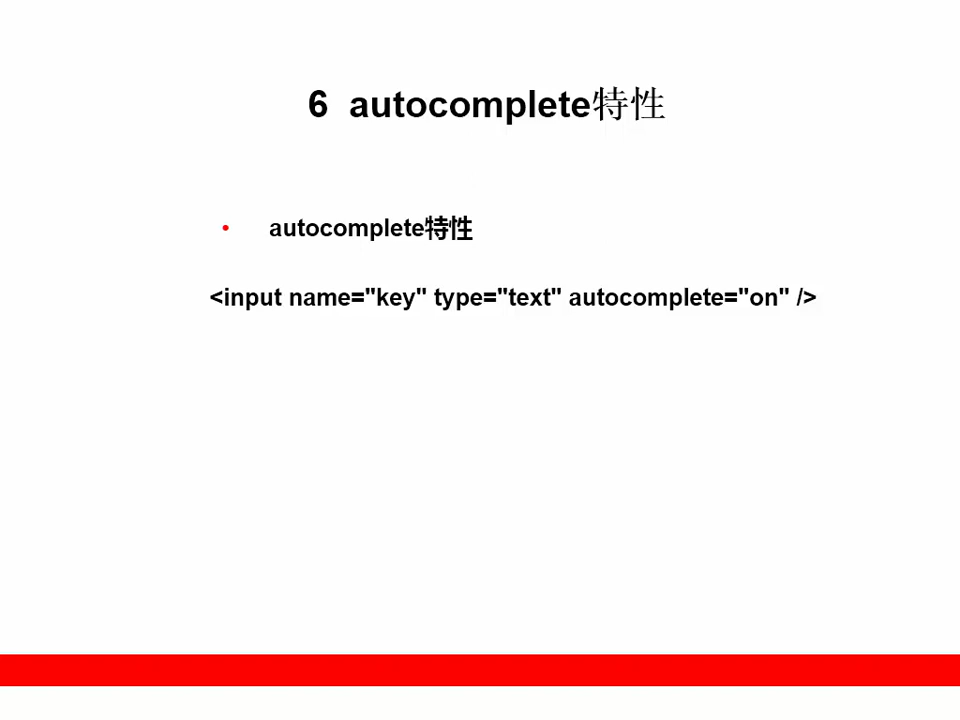 6 autocomplete特性
• autocomplete特性
<input name="key" type="text" autocomplete="on" />